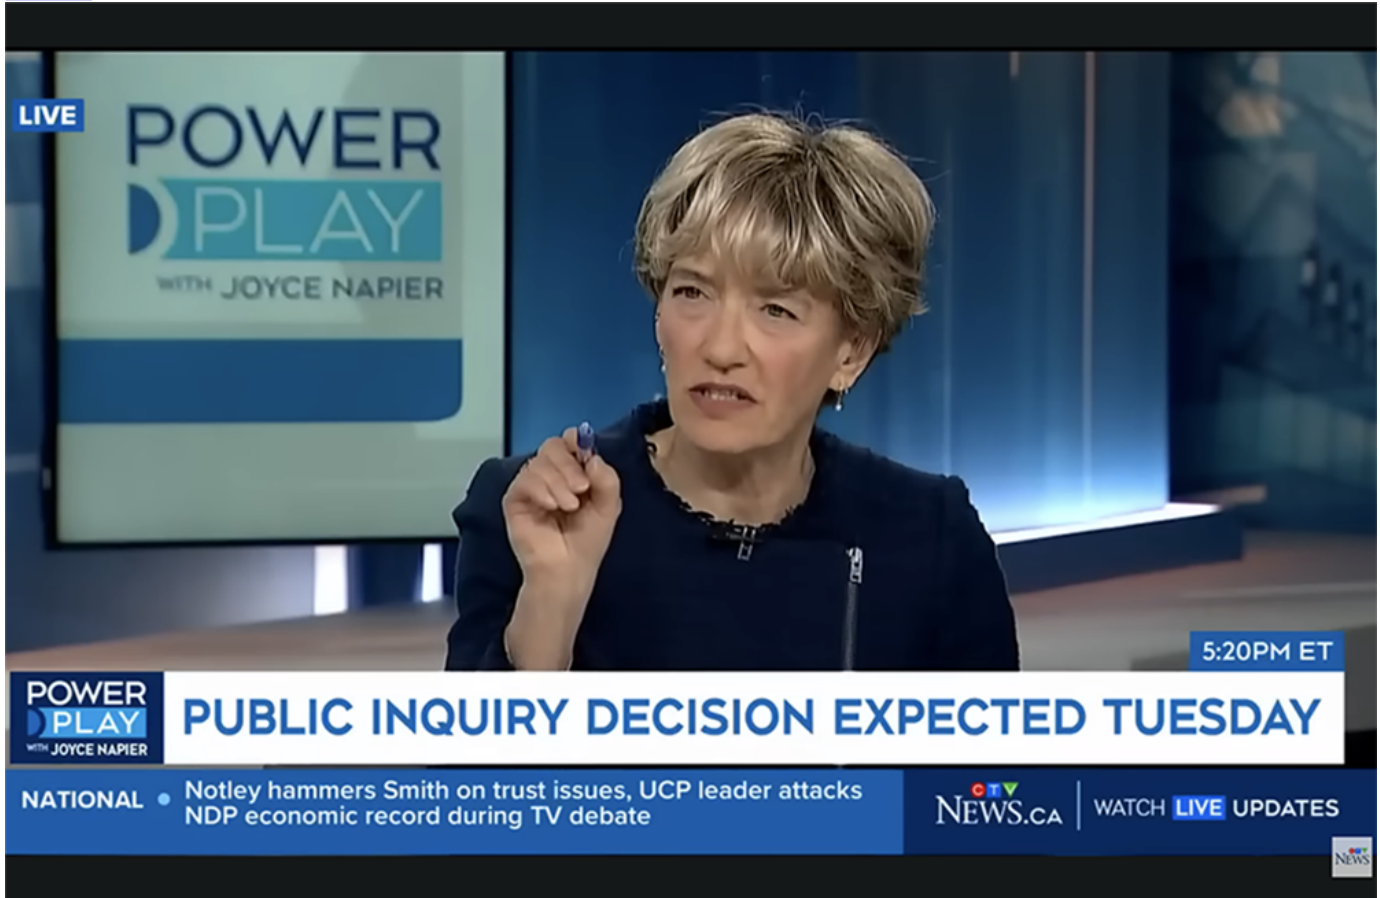 LIVE
POWER
PLAY
WITH JOYCE NAPIER
5:20PM ET
POWER
PLAY
WITH JOYCE NAPIER
PUBLIC INQUIRY DECISION EXPECTED TUESDAY
NATIONAL • Notley hammers Smith on trust issues, UCP leader attacks
NDP economic record during TV debate
CTV
NEWS.CA
WATCH LIVE UPDATES
CTV
NEWS